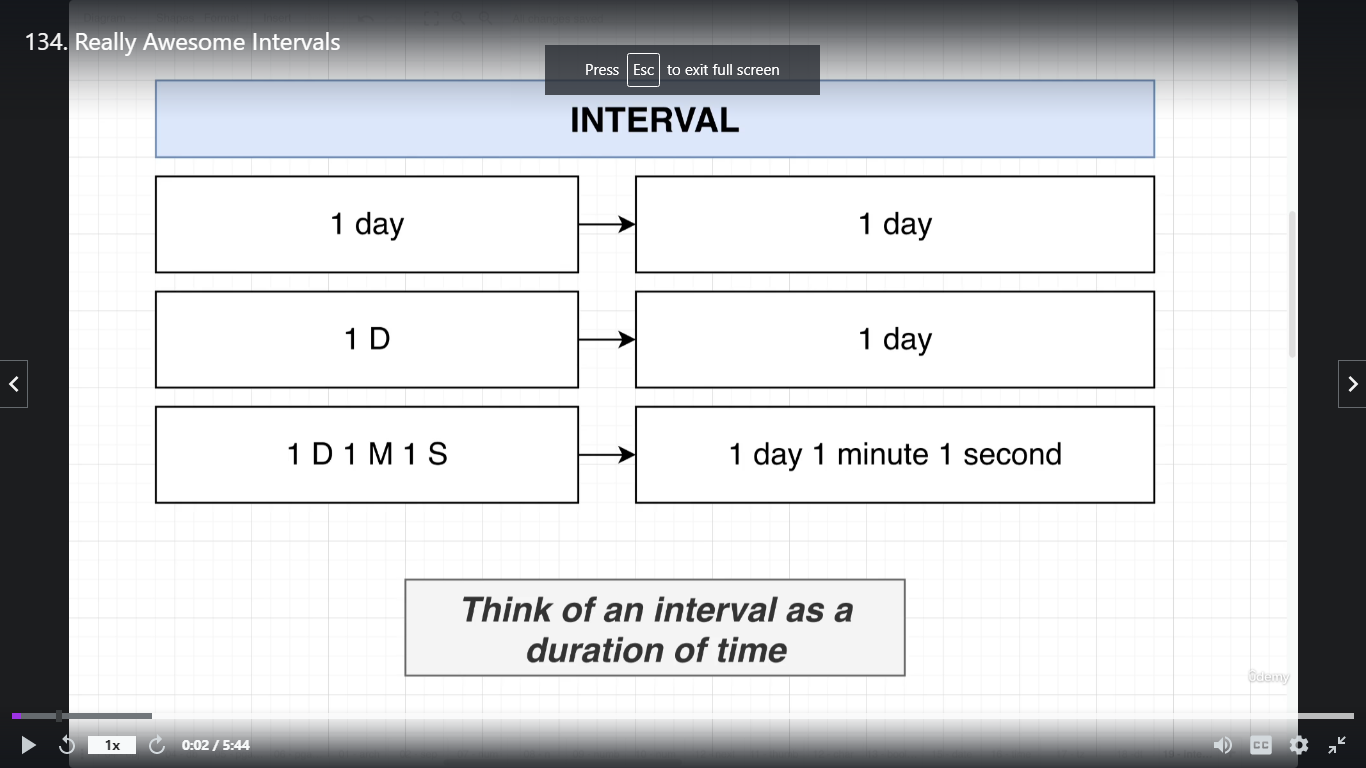 134. Really Awesome Intervals
Press Esc to exit full screen
INTERVAL
1 day
1 day
1 D
1 day
1 D 1 M 1 S
1 day 1 minute 1 second
Think of an interval as a
duration of time
ûdemy
1x
0:02 / 5:44
CC